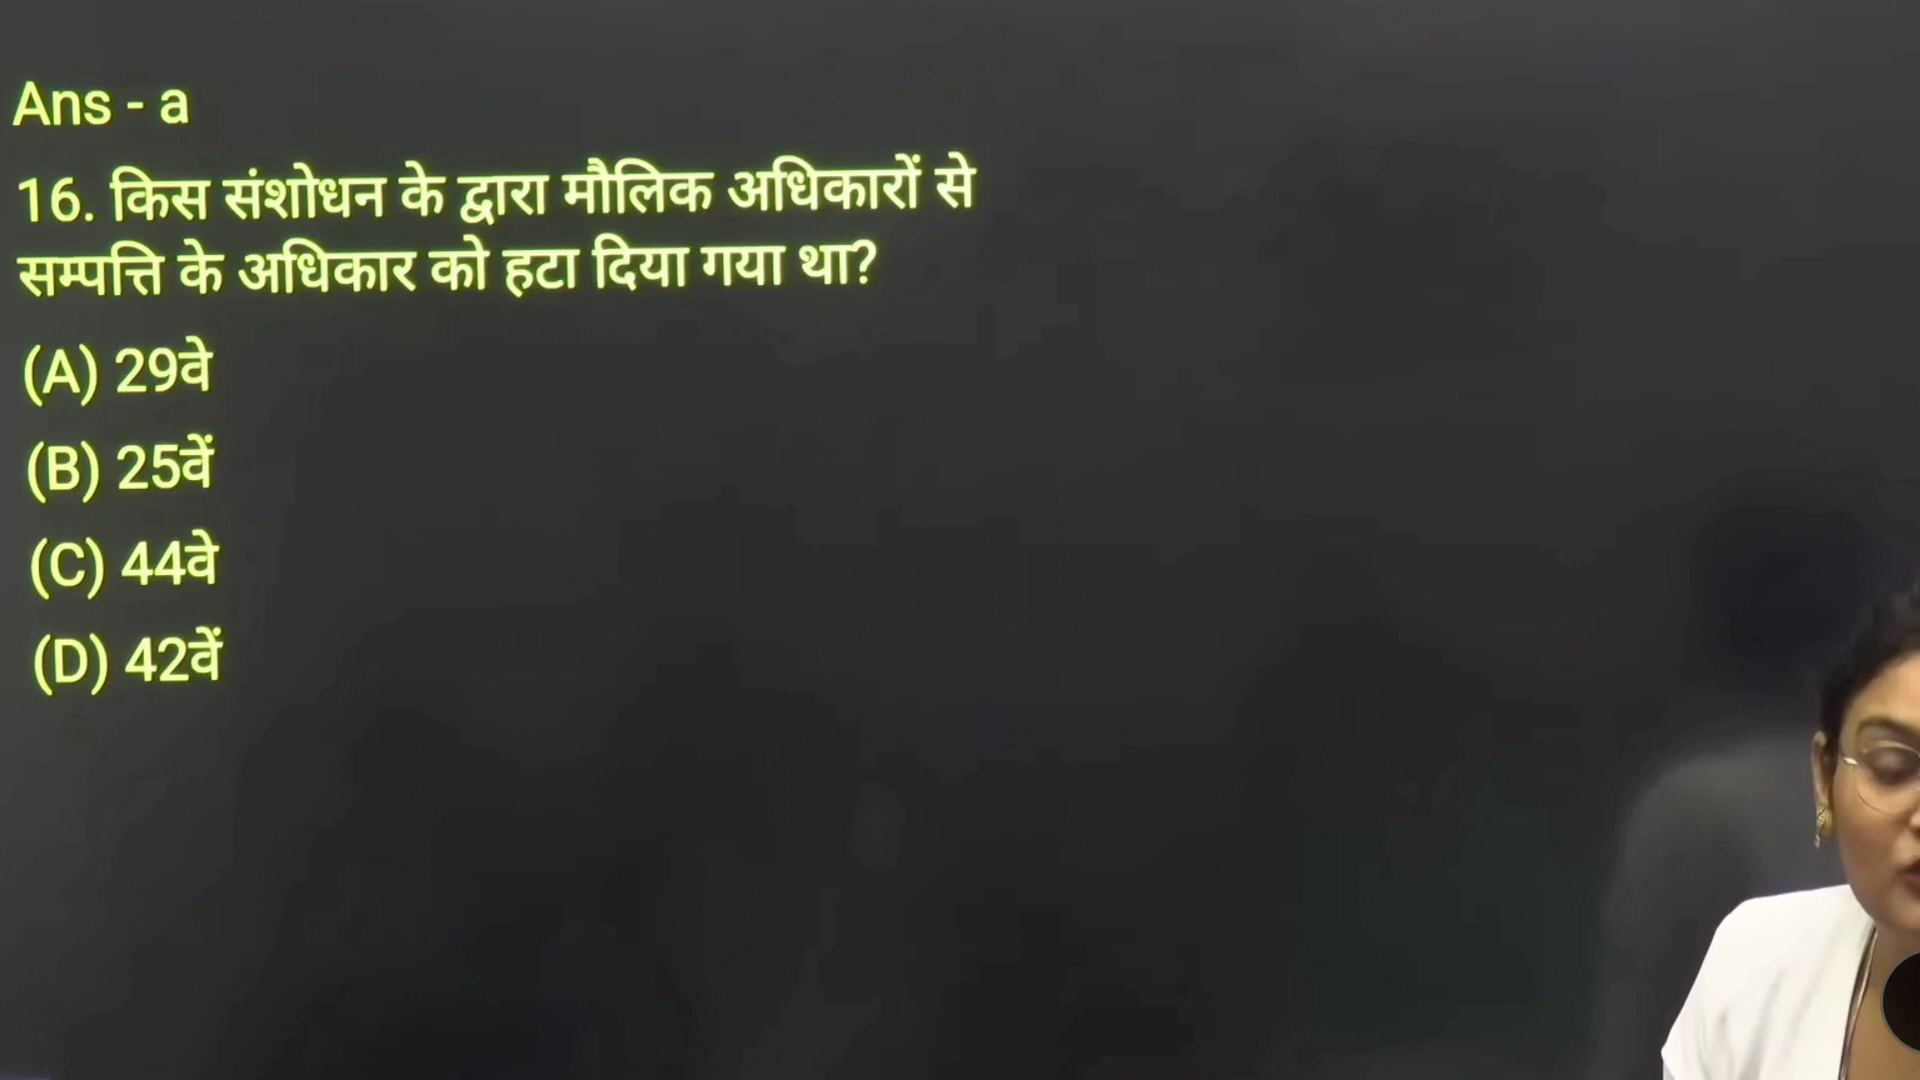 Ans - a
16. किस संशोधन के द्वारा मौलिक अधिकारों से
सम्पत्ति के अधिकार को हटा दिया गया था?
(A) 29वे
(B) 25वें
(C) 44वे
(D) 42वें